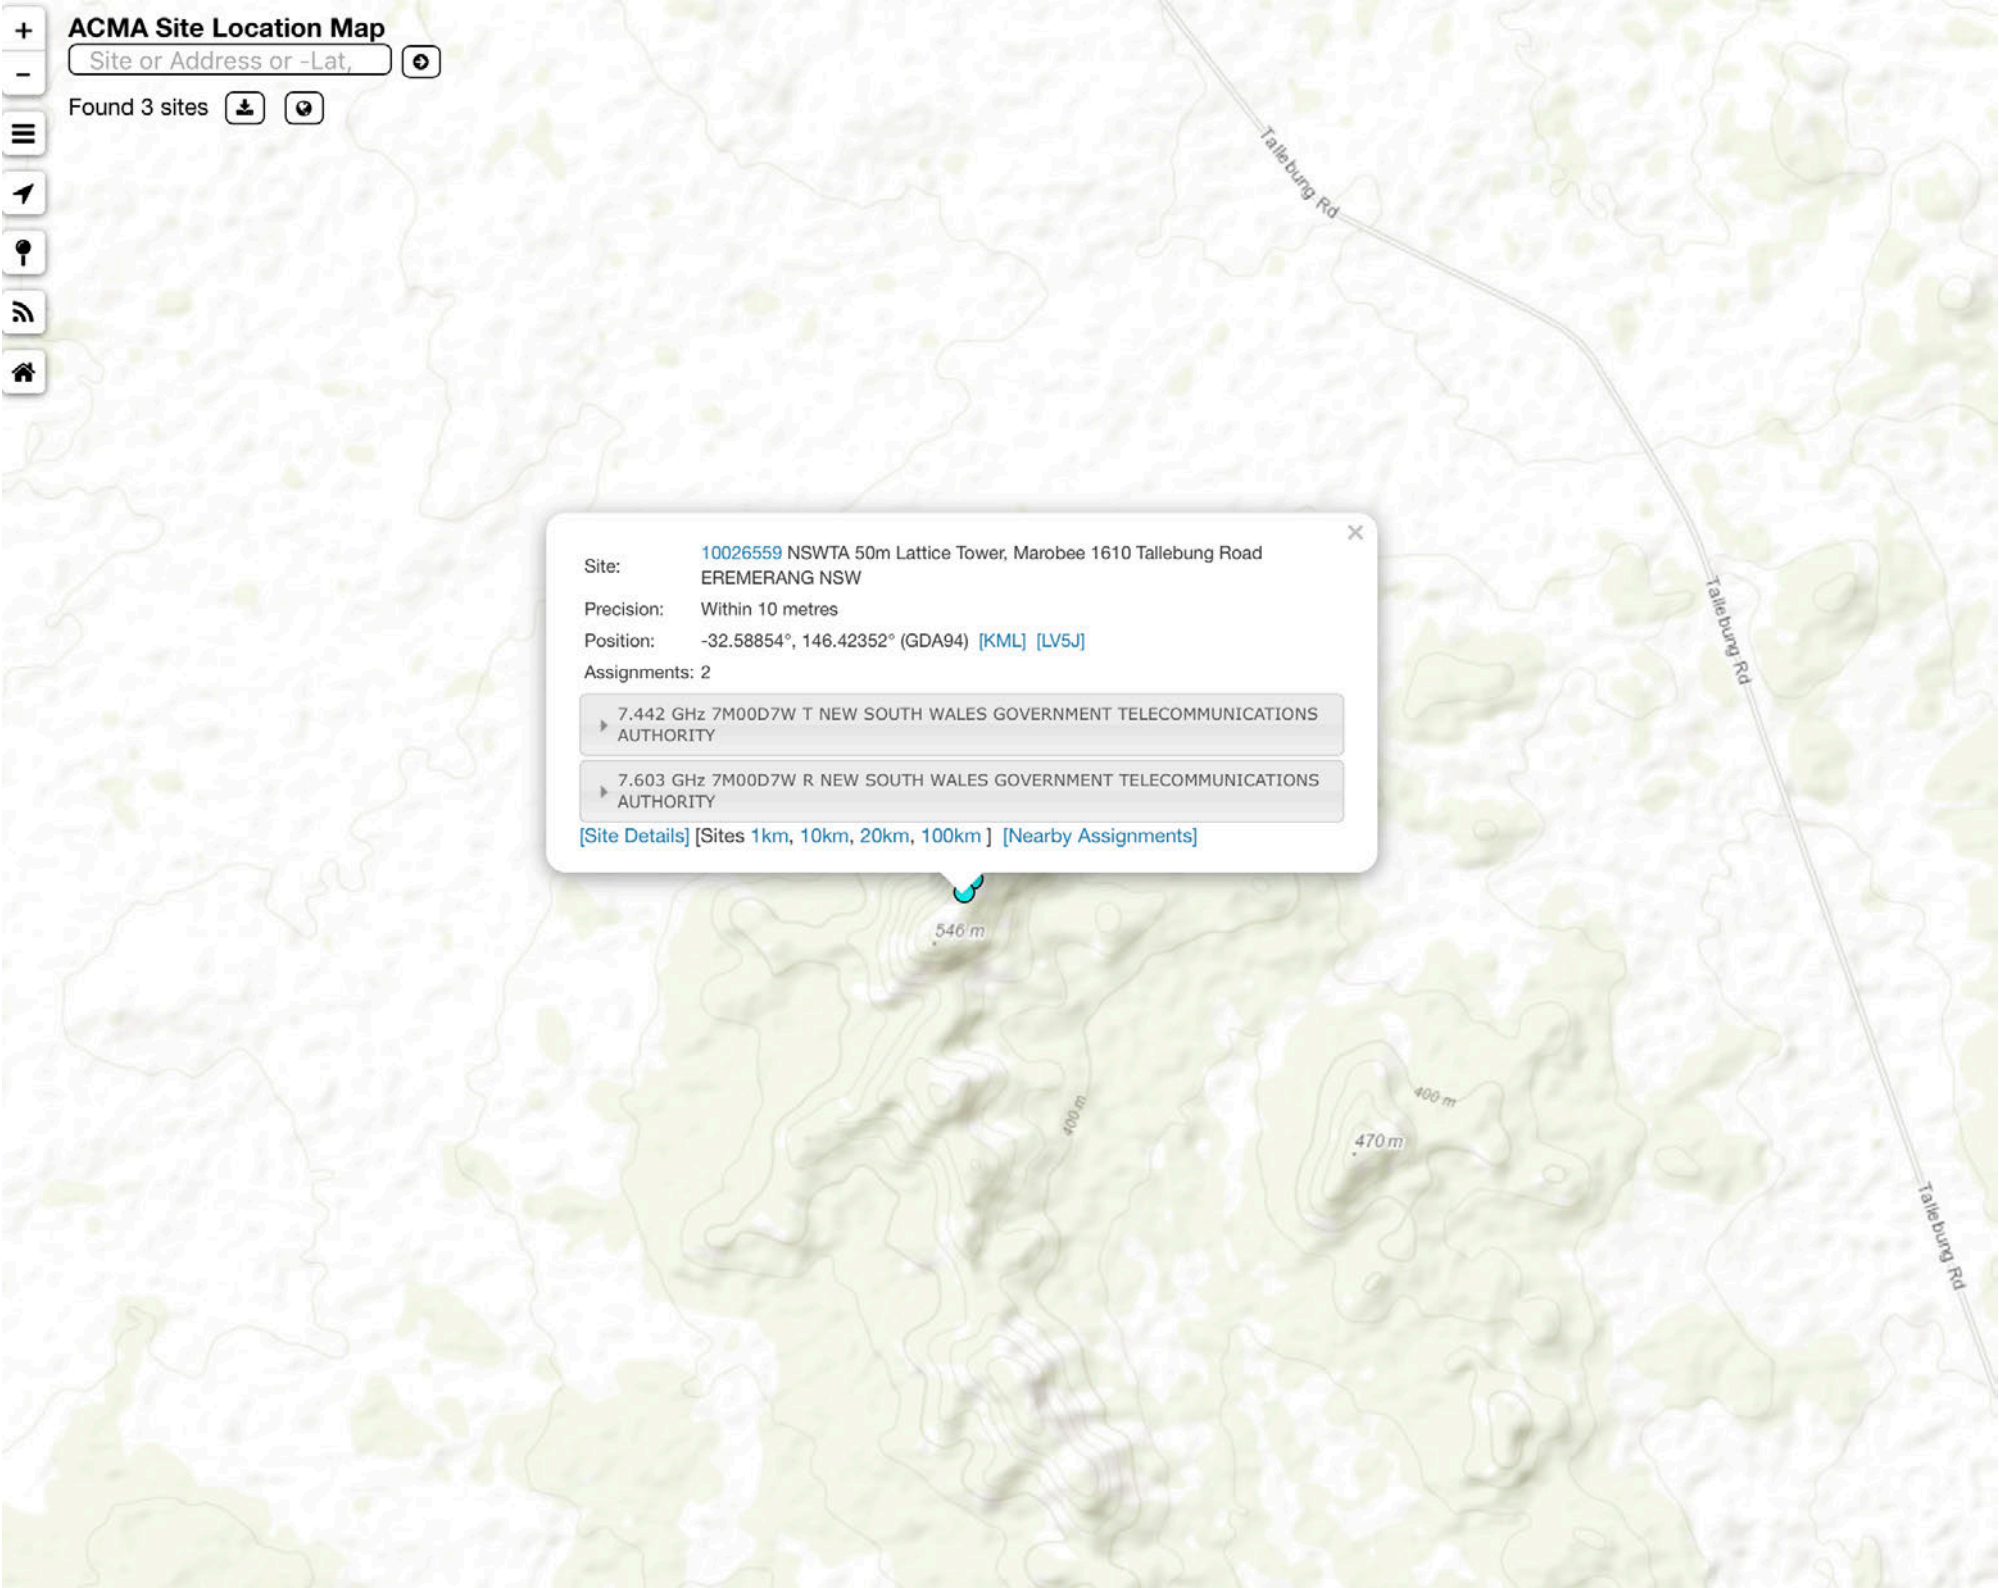 +
ACMA Site Location Map
Site or Address or -Lat,
−
Found 3 sites
Tallebung Rd
×
Site: 10026559 NSWTA 50m Lattice Tower, Marobee 1610 Tallebung Road
EREMERANG NSW
Precision: Within 10 metres
Position: -32.58854°, 146.42352° (GDA94) [KML] [LV5J]
Assignments: 2
7.442 GHz 7M00D7W T NEW SOUTH WALES GOVERNMENT TELECOMMUNICATIONS
AUTHORITY
7.603 GHz 7M00D7W R NEW SOUTH WALES GOVERNMENT TELECOMMUNICATIONS
AUTHORITY
[Site Details] [Sites 1km, 10km, 20km, 100km ] [Nearby Assignments]
Tallebung Rd
546 m
400 m
400 m
470 m
Tallebung Rd